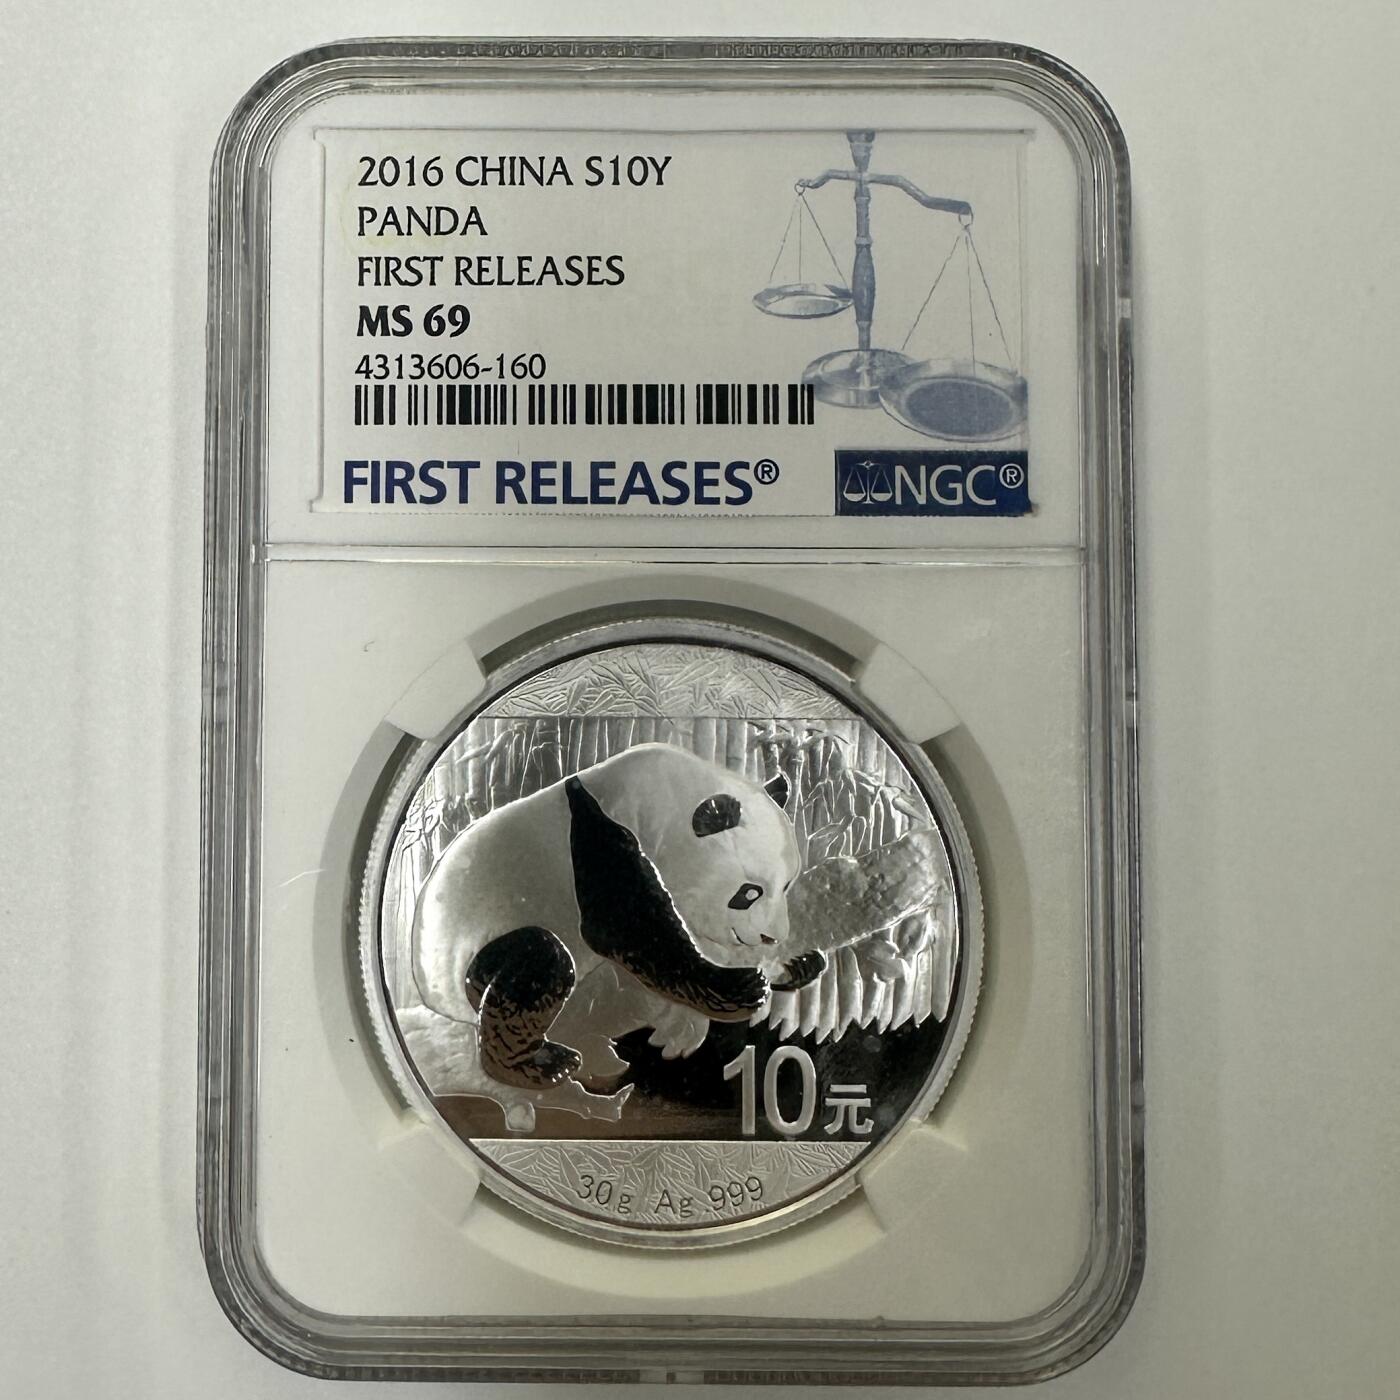 2016 CHINA S10Y
PANDA
FIRST RELEASES
MS 69
4313606-160
FIRST RELEASES®
NGC®
10元
30g Ag .999